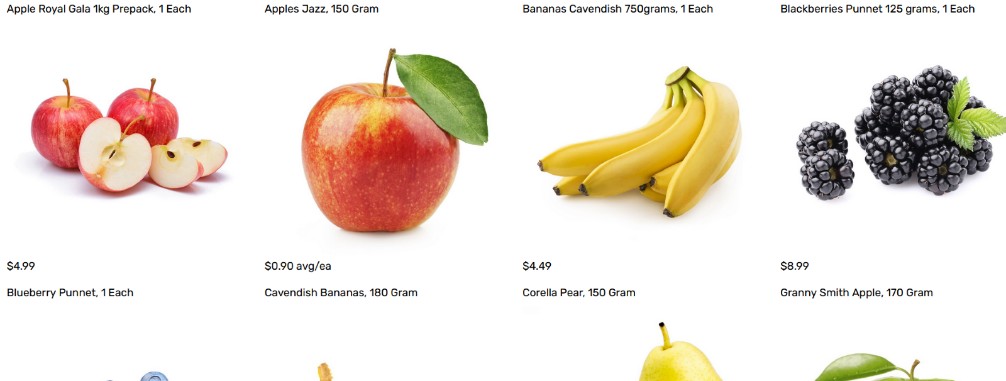 Apple Royal Gala 1kg Prepack, 1 Each
Apples Jazz, 150 Gram
Bananas Cavendish 750grams, 1 Each
Blackberries Punnet 125 grams, 1 Each
$4.99
$0.90 avg/ea
$4.49
$8.99
Blueberry Punnet, 1 Each
Cavendish Bananas, 180 Gram
Corella Pear, 150 Gram
Granny Smith Apple, 170 Gram